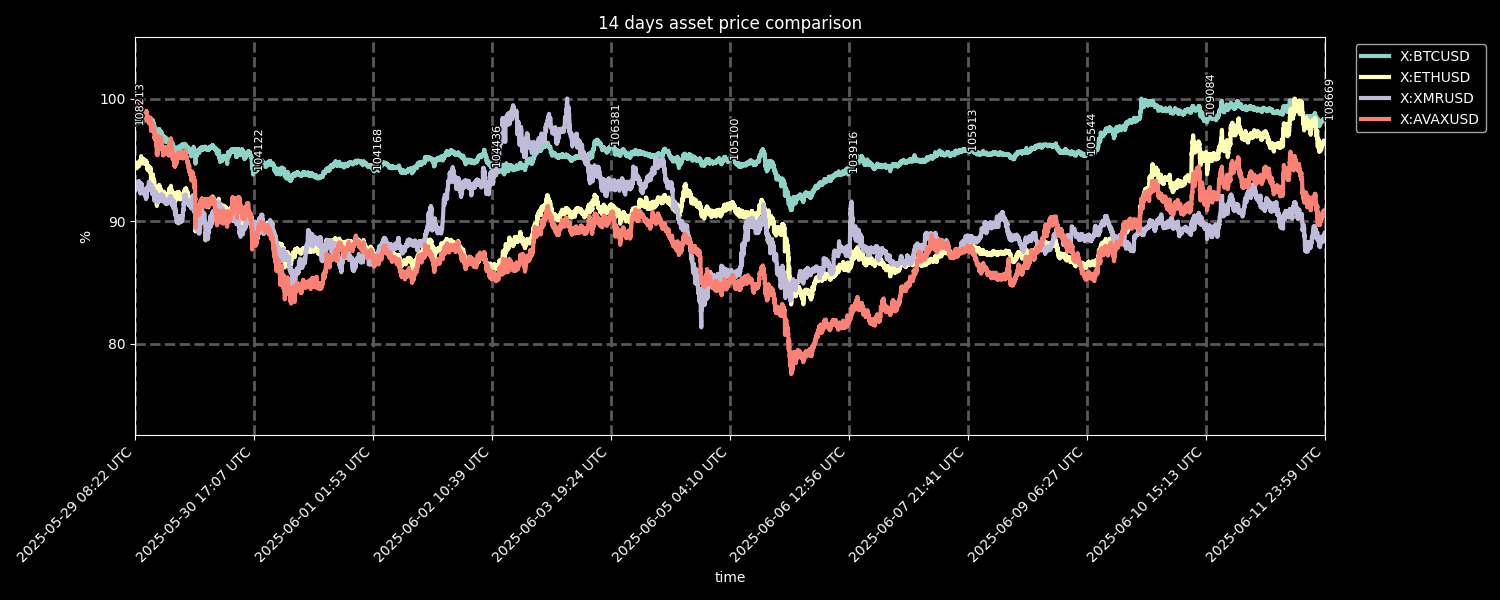 14 days asset price comparison
X:BTCUSD
X:ETHUSD
X:XMRUSD
X:AVAXUSD
100
90
80
%
108213
104122
104168
104436
106381
105100
103916
105913
105544
109084
108669
2025-05-29 08:22 UTC
2025-05-30 17:07 UTC
2025-06-01 01:53 UTC
2025-06-02 10:39 UTC
2025-06-03 19:24 UTC
2025-06-05 04:10 UTC
2025-06-06 12:56 UTC
2025-06-07 21:41 UTC
2025-06-09 06:27 UTC
2025-06-10 15:13 UTC
2025-06-11 23:59 UTC
time